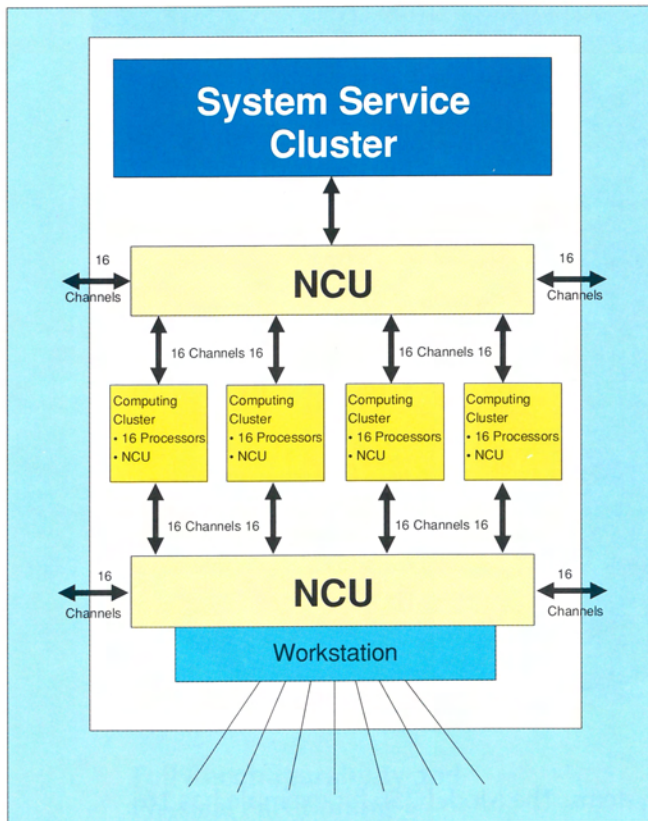 System Service
Cluster
16
Channels
NCU
16
Channels
16 Channels 16
16 Channels 16
Computing
Cluster
• 16 Processors
• NCU
Computing
Cluster
• 16 Processors
• NCU
Computing
Cluster
• 16 Processors
• NCU
Computing
Cluster
• 16 Processors
• NCU
16 Channels 16
16 Channels 16
16
Channels
NCU
16
Channels
Workstation